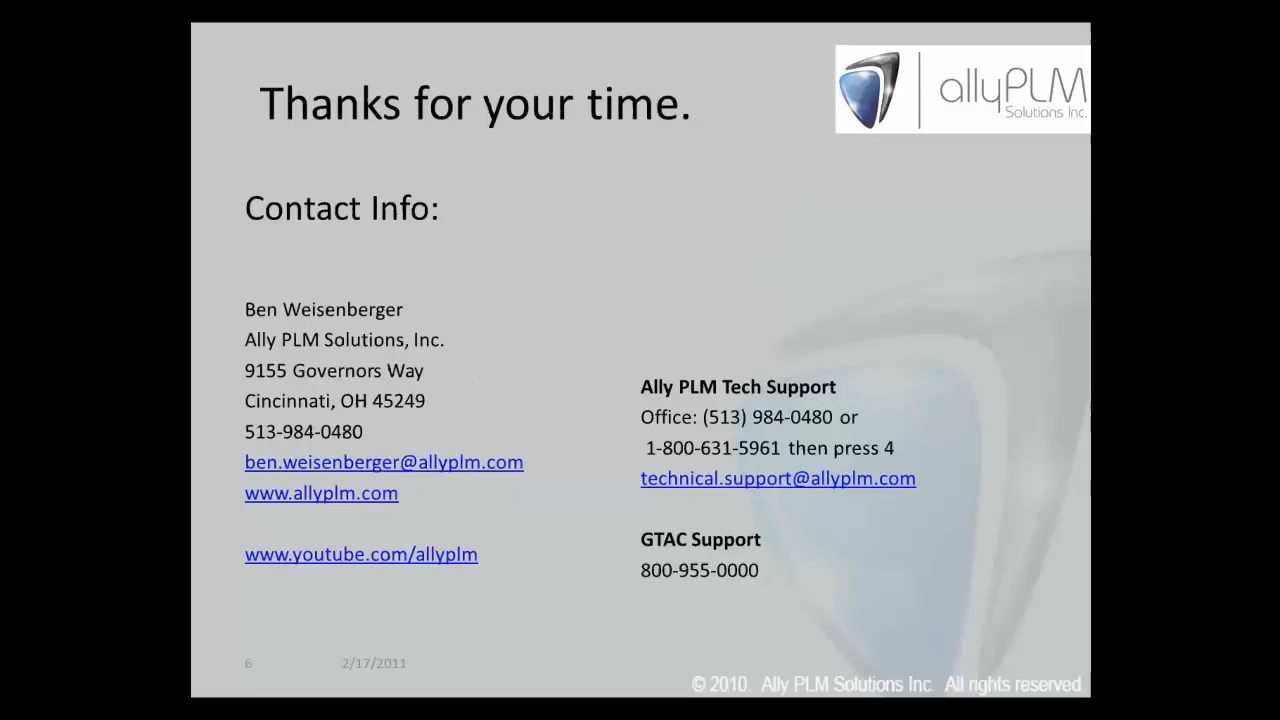 Thanks for your time.
allyPLM
Solutions Inc.
Contact Info:
Ben Weisenberger
Ally PLM Solutions, Inc.
9155 Governors Way
Cincinnati, OH 45249
513-984-0480
ben.weisenberger@allyplm.com
www.allyplm.com
www.youtube.com/allyplm
Ally PLM Tech Support
Office: (513) 984-0480 or
1-800-631-5961 then press 4
technical.support@allyplm.com
GTAC Support
800-955-0000
6 2/17/2011
© 2010. Ally PLM Solutions Inc. All rights reserved